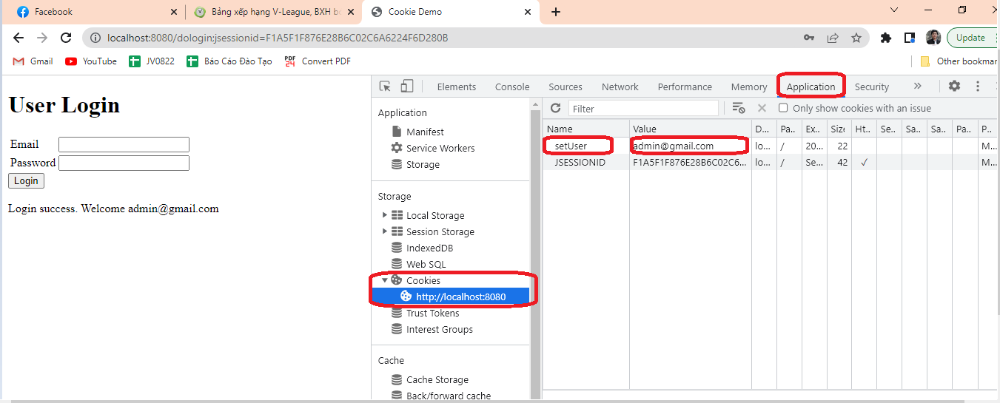 Facebook
Bảng xếp hạng V-League, BXH bó
Cookie Demo
localhost:8080/dologin;jsessionid=F1A5F1F876E28B6C02C6A6224F6D280B
Update
Gmail
YouTube
JV0822
Báo Cáo Đào Tạo
PDF
24
Convert PDF
Other bookmar
User Login
Email
Password
Login
Login success. Welcome admin@gmail.com
Elements Console Sources Network Performance Memory Application Security »
Application
Manifest
Service Workers
Storage
Storage
Local Storage
Session Storage
IndexedDB
Web SQL
Cookies
http://localhost:8080
Trust Tokens
Interest Groups
Cache
Cache Storage
Back/forward cache
Filter
Only show cookies with an issue
Name Value D... Pa.. Ex.. Size Ht.. Se... Sa... Sa... Pa... P...
setUser admin@gmail.com lo... / 20... 22 M...
JSESSIONID F1A5F1F876E28B6C02C6... lo... / Se... 42 ✓ M...